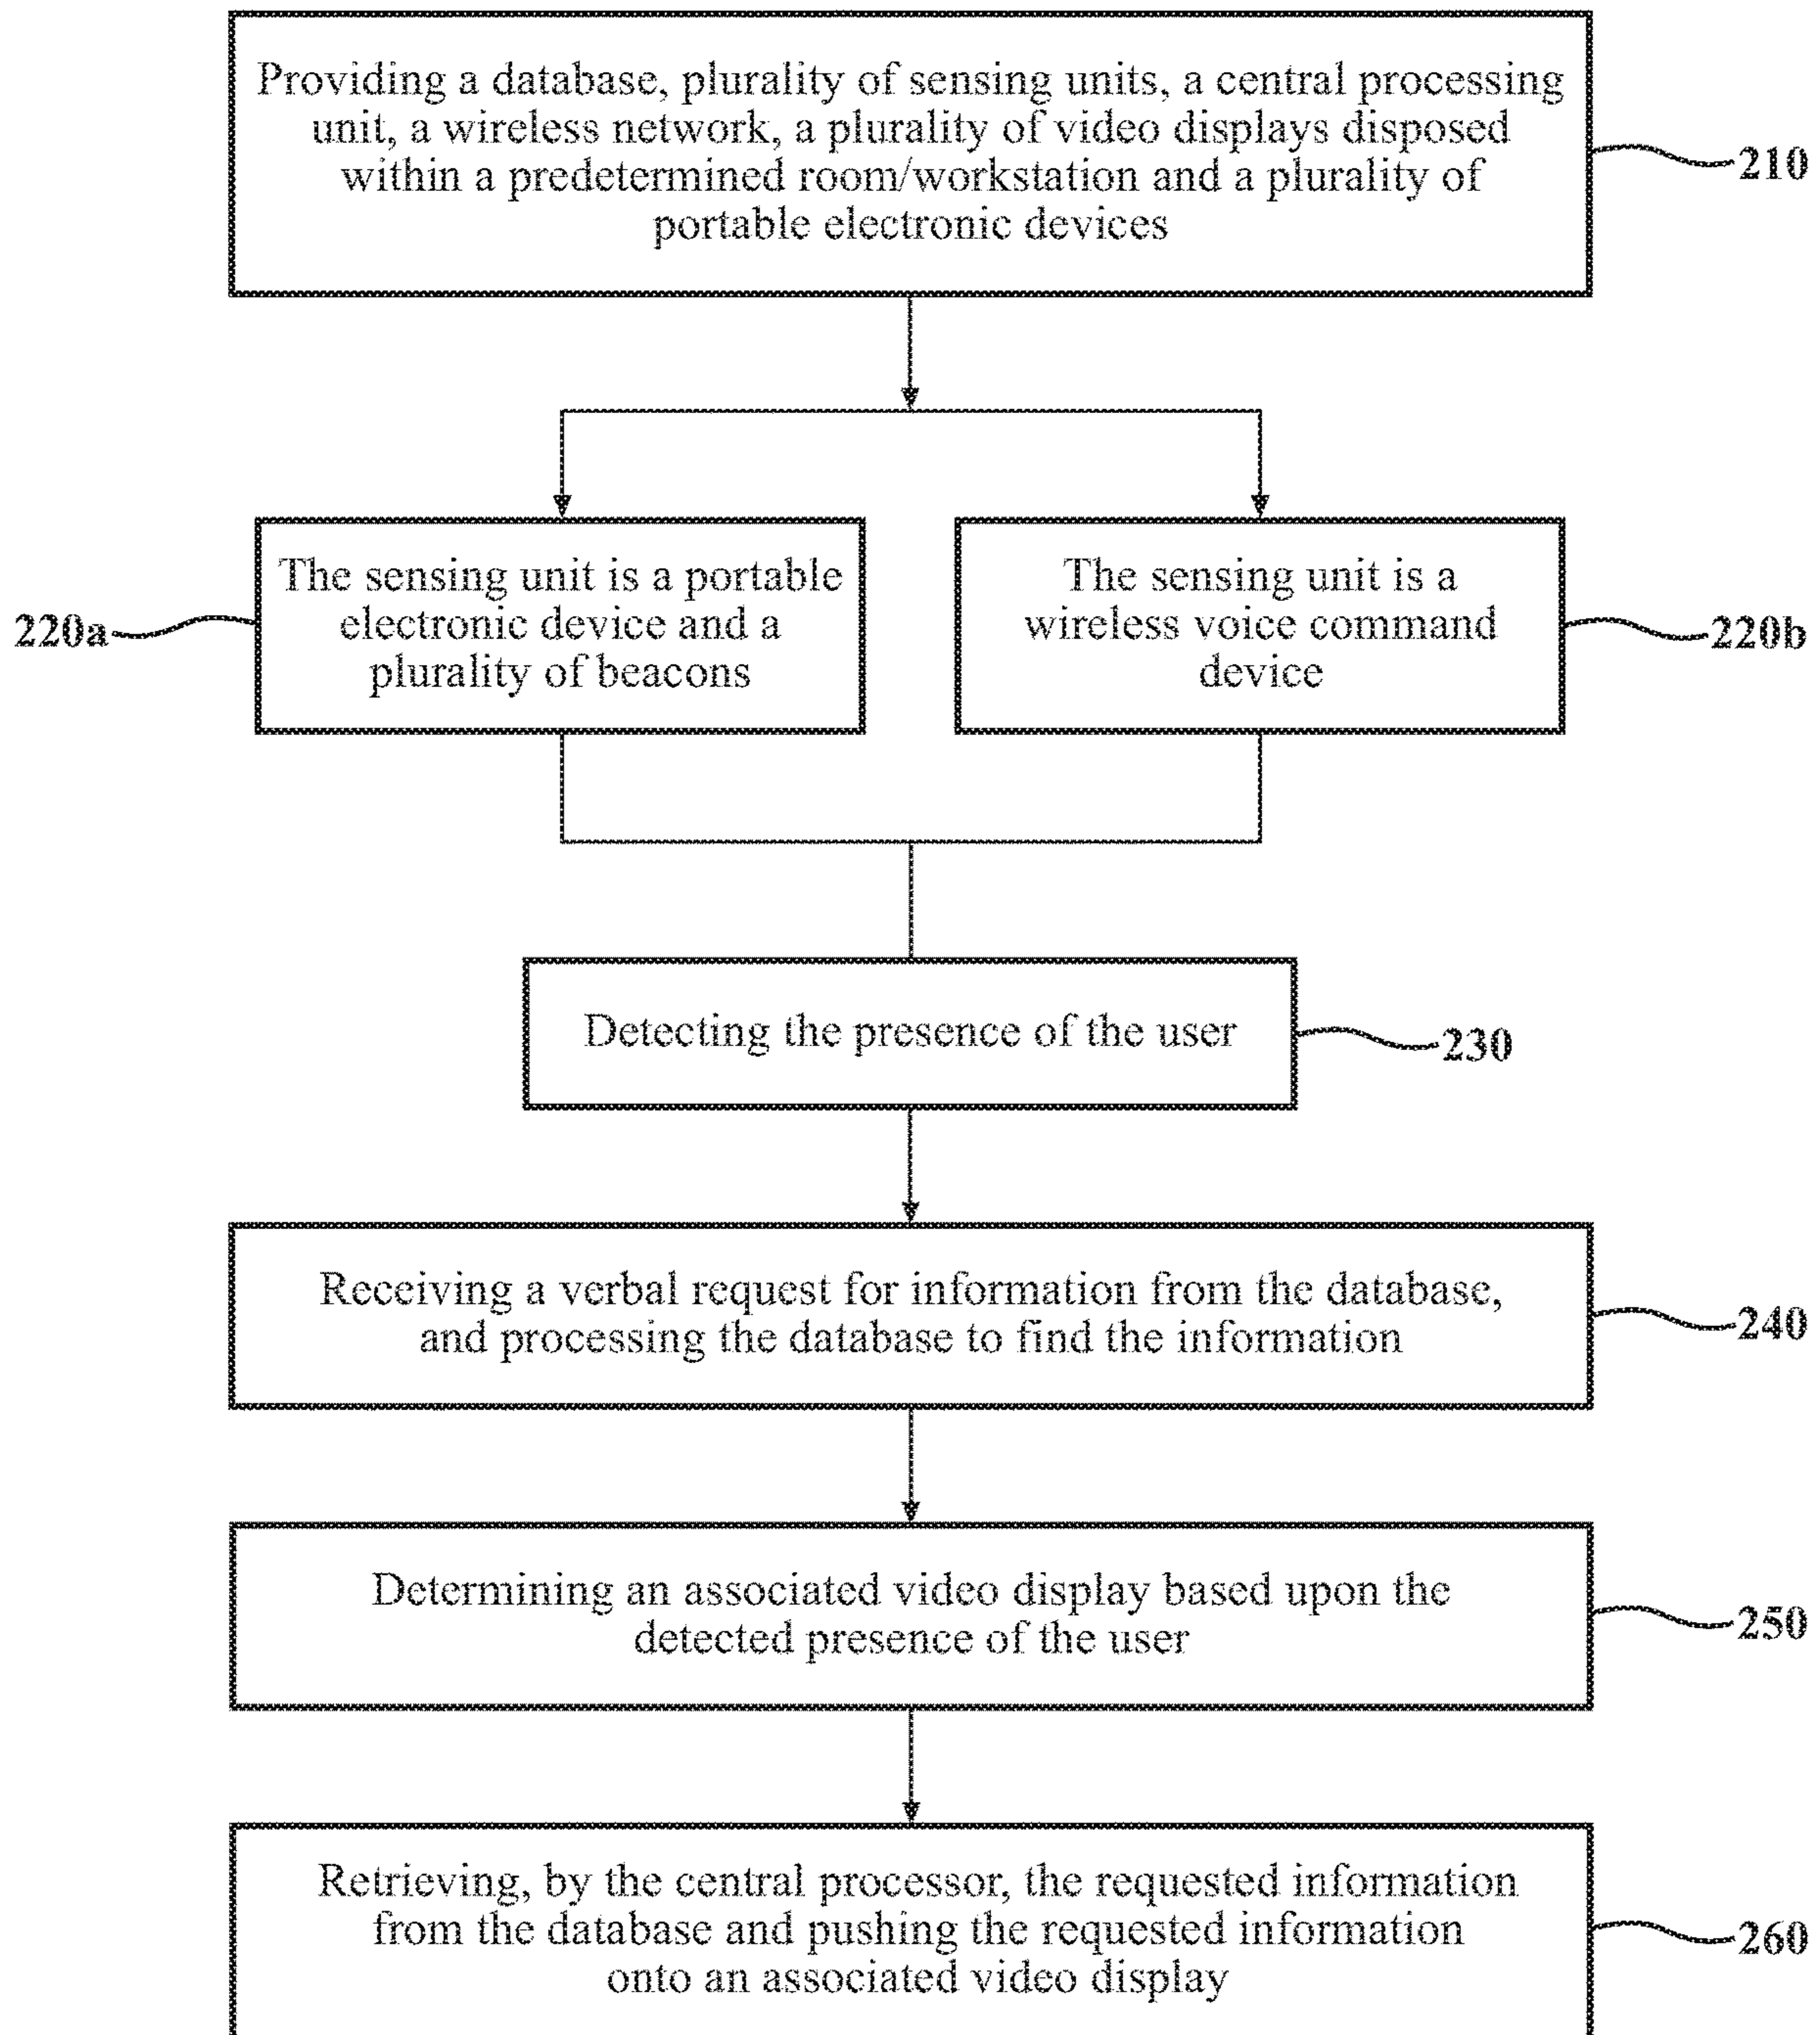 Providing a database, plurality of sensing units, a central processing
unit, a wireless network, a plurality of video displays disposed
within a predetermined room/workstation and a plurality of
portable electronic devices
210
The sensing unit is a portable
electronic device and a
plurality of beacons
220a
The sensing unit is a
wireless voice command
device
220b
Detecting the presence of the user
230
Receiving a verbal request for information from the database,
and processing the database to find the information
240
Determining an associated video display based upon the
detected presence of the user
250
Retrieving, by the central processor, the requested information
from the database and pushing the requested information
onto an associated video display
260